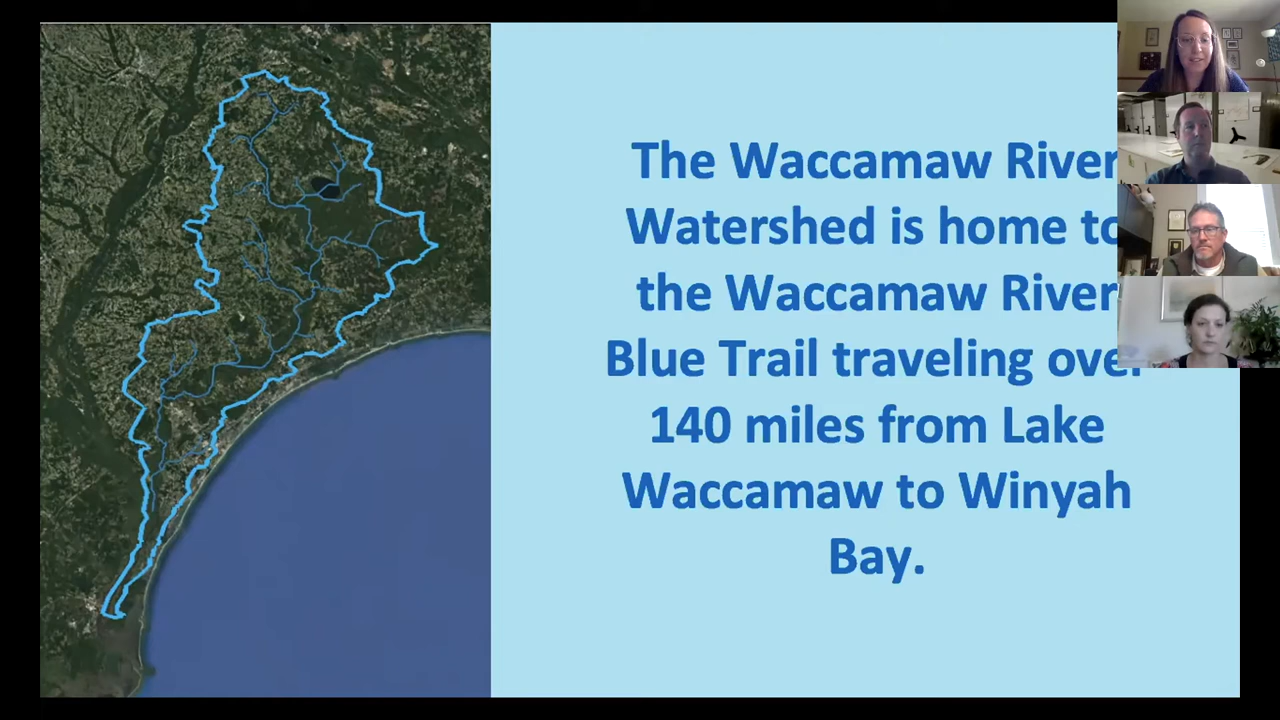 The Waccamaw River
Watershed is home to
the Waccamaw River
Blue Trail traveling over
140 miles from Lake
Waccamaw to Winyah
Bay.